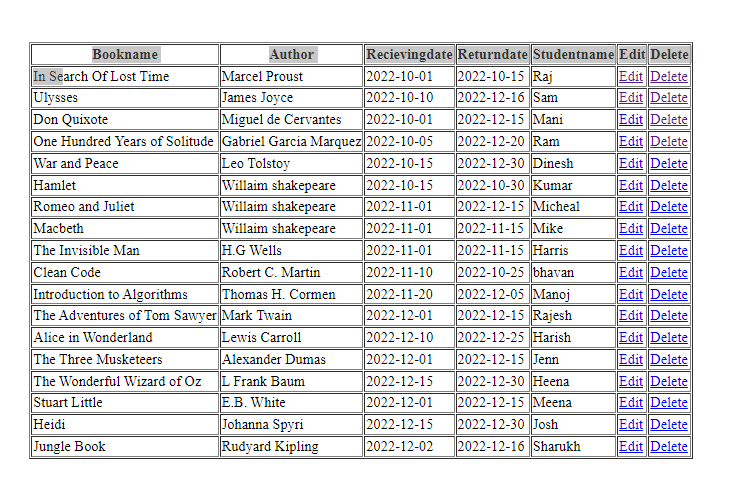 Bookname Author Recievingdate Returndate Studentname Edit Delete
In Search Of Lost Time Marcel Proust 2022-10-01 2022-10-15 Raj Edit Delete
Ulysses James Joyce 2022-10-10 2022-12-16 Sam Edit Delete
Don Quixote Miguel de Cervantes 2022-10-01 2022-12-15 Mani Edit Delete
One Hundred Years of Solitude Gabriel Garcia Marquez 2022-10-05 2022-12-20 Ram Edit Delete
War and Peace Leo Tolstoy 2022-10-15 2022-12-30 Dinesh Edit Delete
Hamlet Willaim shakepeare 2022-10-15 2022-10-30 Kumar Edit Delete
Romeo and Juliet Willaim shakepeare 2022-11-01 2022-12-15 Micheal Edit Delete
Macbeth Willaim shakepeare 2022-11-01 2022-11-15 Mike Edit Delete
The Invisible Man H.G Wells 2022-11-01 2022-11-15 Harris Edit Delete
Clean Code Robert C. Martin 2022-11-10 2022-10-25 bhavan Edit Delete
Introduction to Algorithms Thomas H. Cormen 2022-11-20 2022-12-05 Manoj Edit Delete
The Adventures of Tom Sawyer Mark Twain 2022-12-01 2022-12-15 Rajesh Edit Delete
Alice in Wonderland Lewis Carroll 2022-12-10 2022-12-25 Harish Edit Delete
The Three Musketeers Alexander Dumas 2022-12-01 2022-12-15 Jenn Edit Delete
The Wonderful Wizard of Oz L Frank Baum 2022-12-15 2022-12-30 Heena Edit Delete
Stuart Little E.B. White 2022-12-01 2022-12-15 Meena Edit Delete
Heidi Johanna Spyri 2022-12-15 2022-12-30 Josh Edit Delete
Jungle Book Rudyard Kipling 2022-12-02 2022-12-16 Sharukh Edit Delete